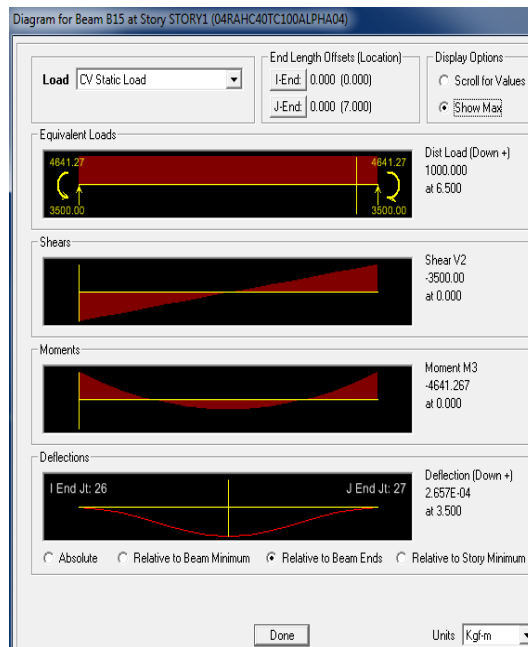 Diagram for Beam B15 at Story STORY1 (04RAHC40TC100ALPHA04)
Load CV Static Load
End Length Offsets (Location)
I-End: 0.000 (0.000)
J-End: 0.000 (7.000)
Display Options
Scroll for Values
Show Max
Equivalent Loads
4641.27 4641.27
3500.00 3500.00
Dist Load (Down +)
1000.000
at 6.500
Shears
Shear V2
-3500.00
at 0.000
Moments
Moment M3
-4641.267
at 0.000
Deflections
I End Jt: 26 J End Jt: 27
Deflection (Down +)
2.657E-04
at 3.500
Absolute Relative to Beam Minimum Relative to Beam Ends Relative to Story Minimum
Done Units Kgf-m